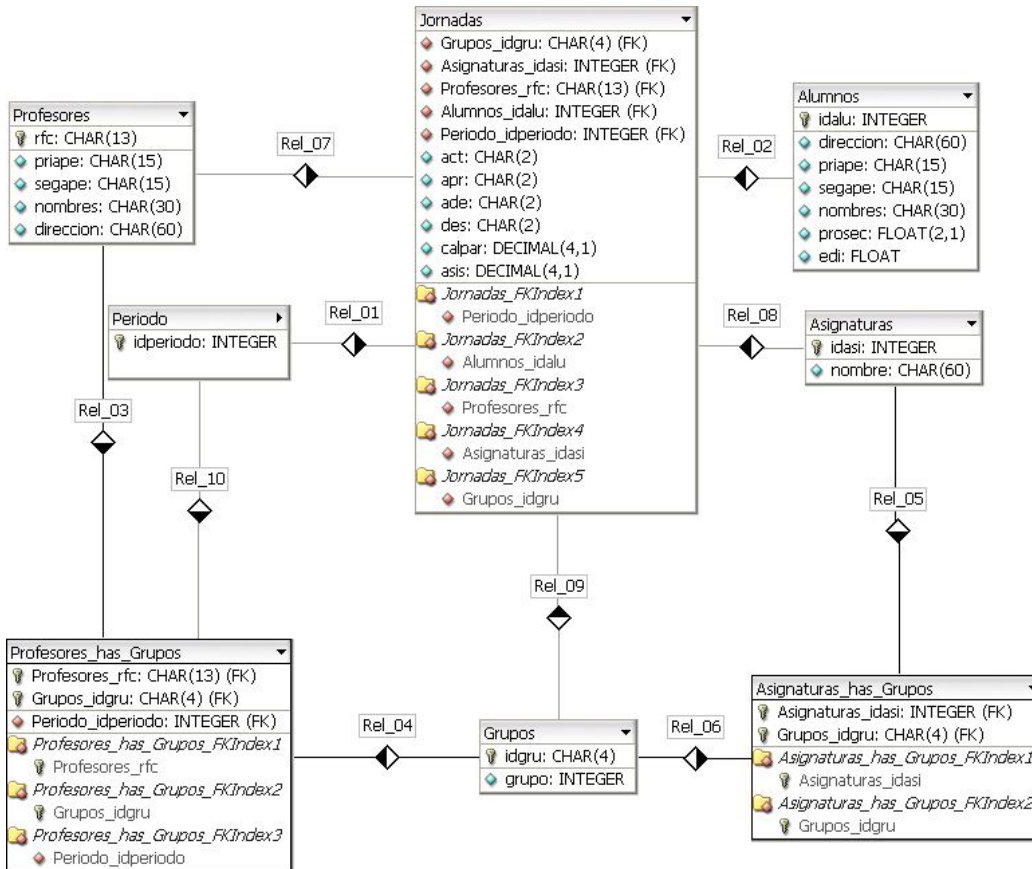 Jornadas
Grupos_idgru: CHAR(4) (FK)
Asignaturas_idasi: INTEGER (FK)
Profesores_rfc: CHAR(13) (FK)
Alumnos_idalu: INTEGER (FK)
Periodo_idperiodo: INTEGER (FK)
act: CHAR(2)
apr: CHAR(2)
ade: CHAR(2)
des: CHAR(2)
calpar: DECIMAL(4,1)
asis: DECIMAL(4,1)
Jornadas_FKIndex1
Periodo_idperiodo
Jornadas_FKIndex2
Alumnos_idalu
Jornadas_FKIndex3
Profesores_rfc
Jornadas_FKIndex4
Asignaturas_idasi
Jornadas_FKIndex5
Grupos_idgru
Profesores
rfc: CHAR(13)
priape: CHAR(15)
segape: CHAR(15)
nombres: CHAR(30)
direccion: CHAR(60)
Rel_07
Rel_02
Alumnos
idalu: INTEGER
direccion: CHAR(60)
priape: CHAR(15)
segape: CHAR(15)
nombres: CHAR(30)
prosec: FLOAT(2,1)
edi: FLOAT
Periodo
idperiodo: INTEGER
Rel_01
Rel_08
Asignaturas
idasi: INTEGER
nombre: CHAR(60)
Rel_03
Rel_10
Rel_05
Rel_09
Profesores_has_Grupos
Profesores_rfc: CHAR(13) (FK)
Grupos_idgru: CHAR(4) (FK)
Periodo_idperiodo: INTEGER (FK)
Profesores_has_Grupos_FKIndex1
Profesores_rfc
Profesores_has_Grupos_FKIndex2
Grupos_idgru
Profesores_has_Grupos_FKIndex3
Periodo_idperiodo
Rel_04
Grupos
idgru: CHAR(4)
grupo: INTEGER
Rel_06
Asignaturas_has_Grupos
Asignaturas_idasi: INTEGER (FK)
Grupos_idgru: CHAR(4) (FK)
Asignaturas_has_Grupos_FKIndex1
Asignaturas_idasi
Asignaturas_has_Grupos_FKIndex2
Grupos_idgru